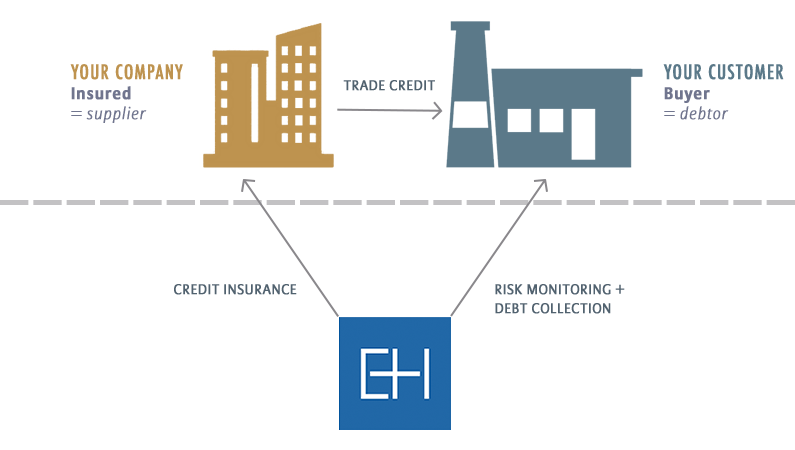 YOUR COMPANY
Insured
= supplier
TRADE CREDIT
YOUR CUSTOMER
Buyer
= debtor
CREDIT INSURANCE
RISK MONITORING +
DEBT COLLECTION
EH